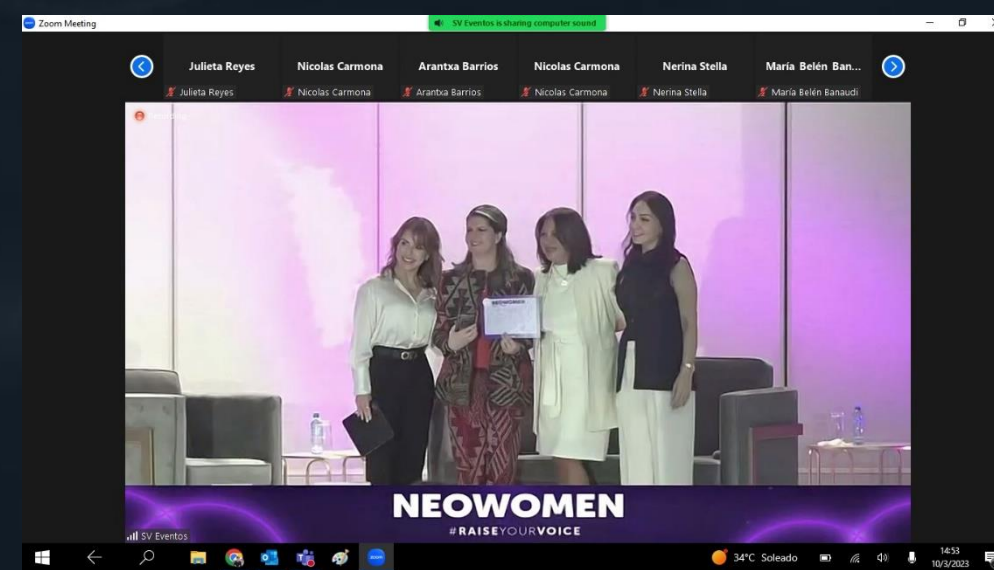 Zoom Meeting
SV Eventos is sharing computer sound
Julieta Reyes
Nicolas Carmona
Arantxa Barrios
Nicolas Carmona
Nerina Stella
María Belén Ban...
Julieta Reyes
Nicolas Carmona
Arantxa Barrios
Nicolas Carmona
Nerina Stella
María Belén Banaudi
NEOWOMEN
NEOWOMEN
#RAISEYOURVOICE
SV Eventos
34°C Soleado
14:53
10/3/2023